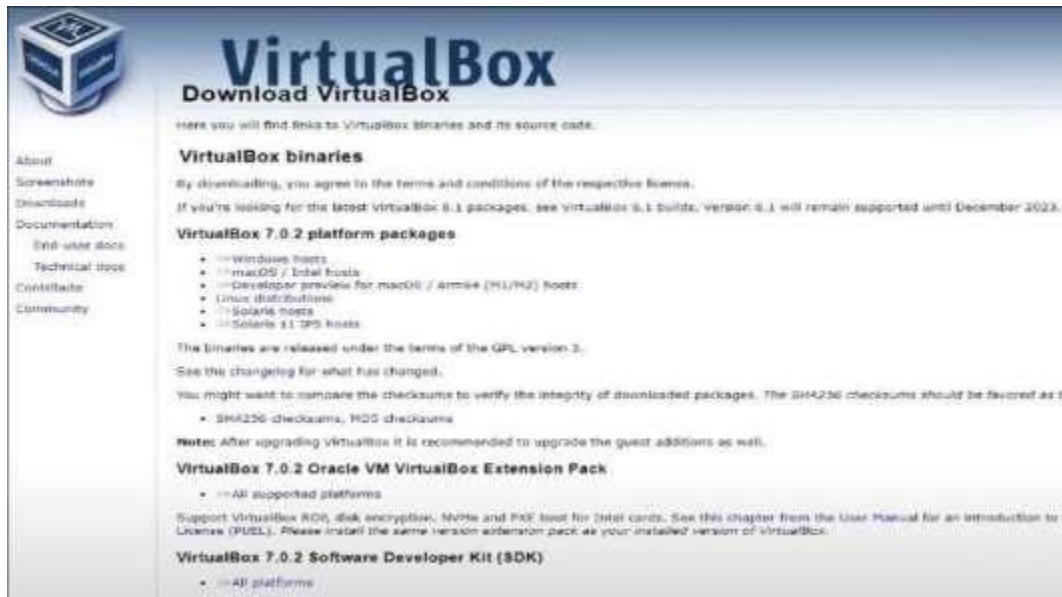 VirtualBox
Download VirtualBox
Here you will find links to VirtualBox binaries and its source code.
About
Screenshots
Downloads
Documentation
End-user docs
Technical docs
Contribute
Community
VirtualBox binaries
By downloading, you agree to the terms and conditions of the respective license.
If you're looking for the latest VirtualBox 6.1 packages, see VirtualBox 6.1 builds. Version 6.1 will remain supported until December 2023.
VirtualBox 7.0.2 platform packages
Windows hosts
macOS / Intel hosts
Developer preview for macOS / Arm64 (M1/M2) hosts
Linux distributions
Solaris hosts
Solaris 11 IPS hosts
The binaries are released under the terms of the GPL version 3.
See the changelog for what has changed.
You might want to compare the checksums to verify the integrity of downloaded packages. The SHA256 checksums should be favored as
SHA256 checksums, MD5 checksums
Note: After upgrading VirtualBox it is recommended to upgrade the guest additions as well.
VirtualBox 7.0.2 Oracle VM VirtualBox Extension Pack
All supported platforms
Support VirtualBox RDP, disk encryption, NVMe and PXE boot for Intel cards. See this chapter from the User Manual for an introduction to
License (PUEL). Please install the same version extension pack as your installed version of VirtualBox.
VirtualBox 7.0.2 Software Developer Kit (SDK)
All platforms